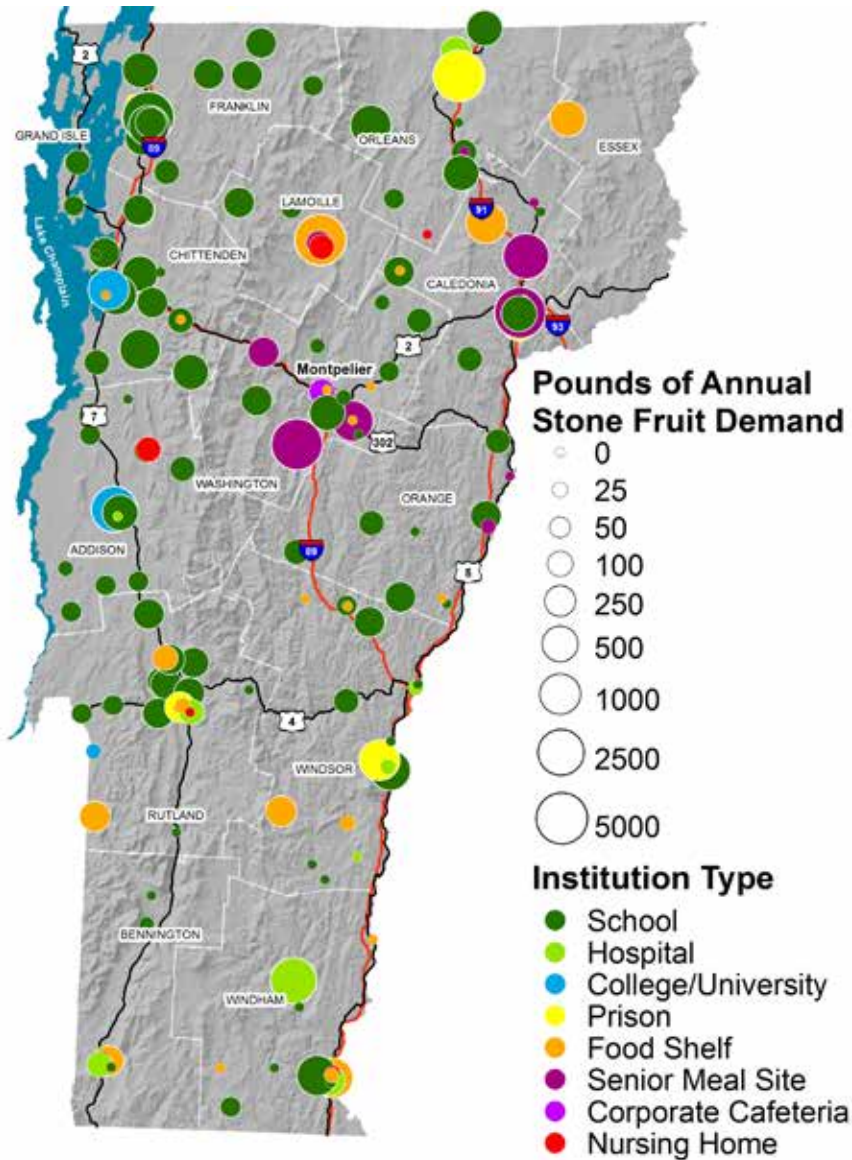 2
FRANKLIN
GRAND ISLE
89
ORLEANS
ESSEX
LAMOILLE
91
Lake Champlain
CHITTENDEN
CALEDONIA
93
2
Montpelier
7
302
WASHINGTON
ORANGE
ADDISON
89
5
4
WINDSOR
RUTLAND
BENNINGTON
WINDHAM
Pounds of Annual
Stone Fruit Demand
0
25
50
100
250
500
1000
2500
5000
Institution Type
School
Hospital
College/University
Prison
Food Shelf
Senior Meal Site
Corporate Cafeteria
Nursing Home